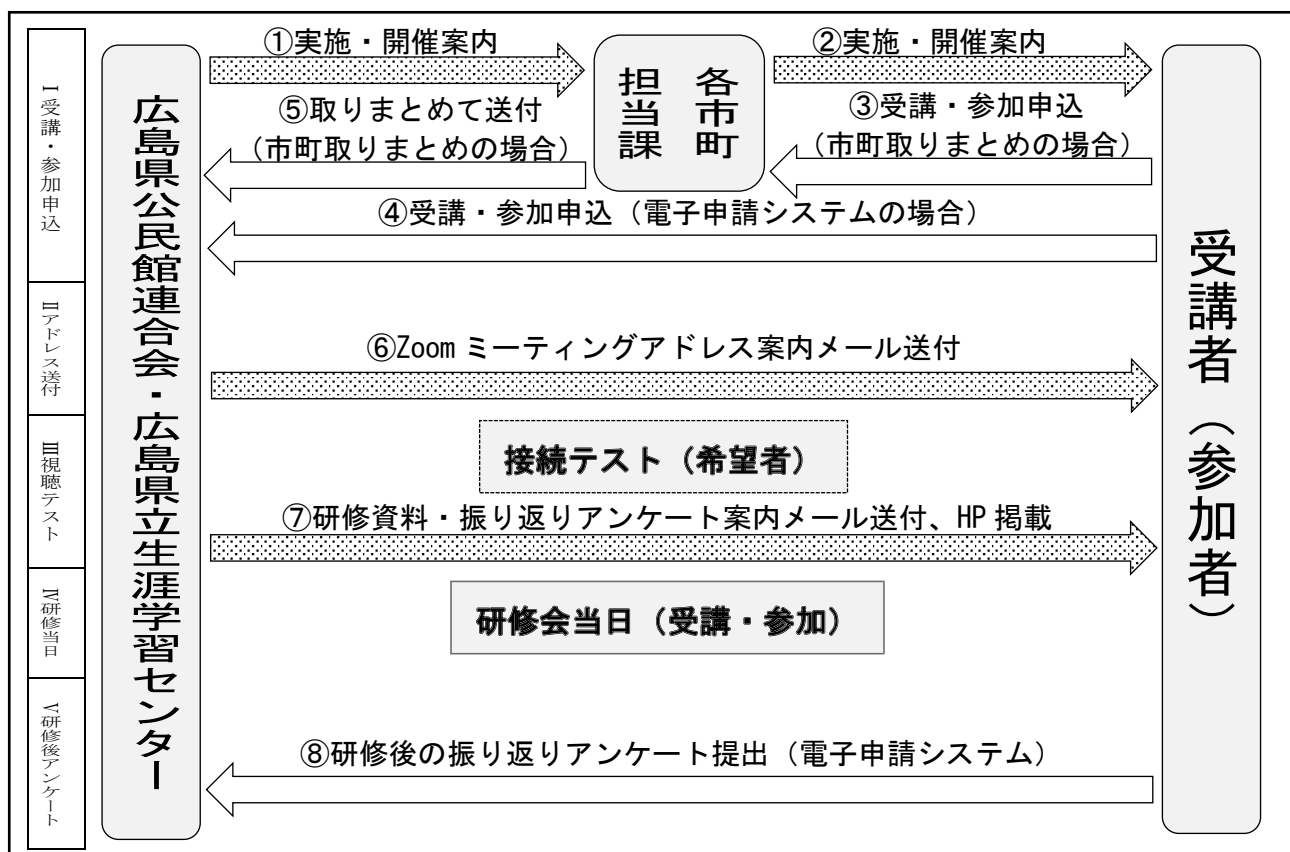 Ⅰ受講・参加申込
Ⅱアドレス送付
Ⅲ視聴テスト
Ⅳ研修当日
Ⅴ研修後アンケート
広島県公民館連合会・広島県立生涯学習センター
①実施・開催案内
各市町
担当課
②実施・開催案内
③受講・参加申込
(市町取りまとめの場合)
⑤取りまとめて送付
(市町取りまとめの場合)
④受講・参加申込（電子申請システムの場合）
⑥Zoom ミーティングアドレス案内メール送付
接続テスト（希望者）
⑦研修資料・振り返りアンケート案内メール送付、HP 掲載
研修会当日（受講・参加）
⑧研修後の振り返りアンケート提出（電子申請システム）
受講者（参加者）